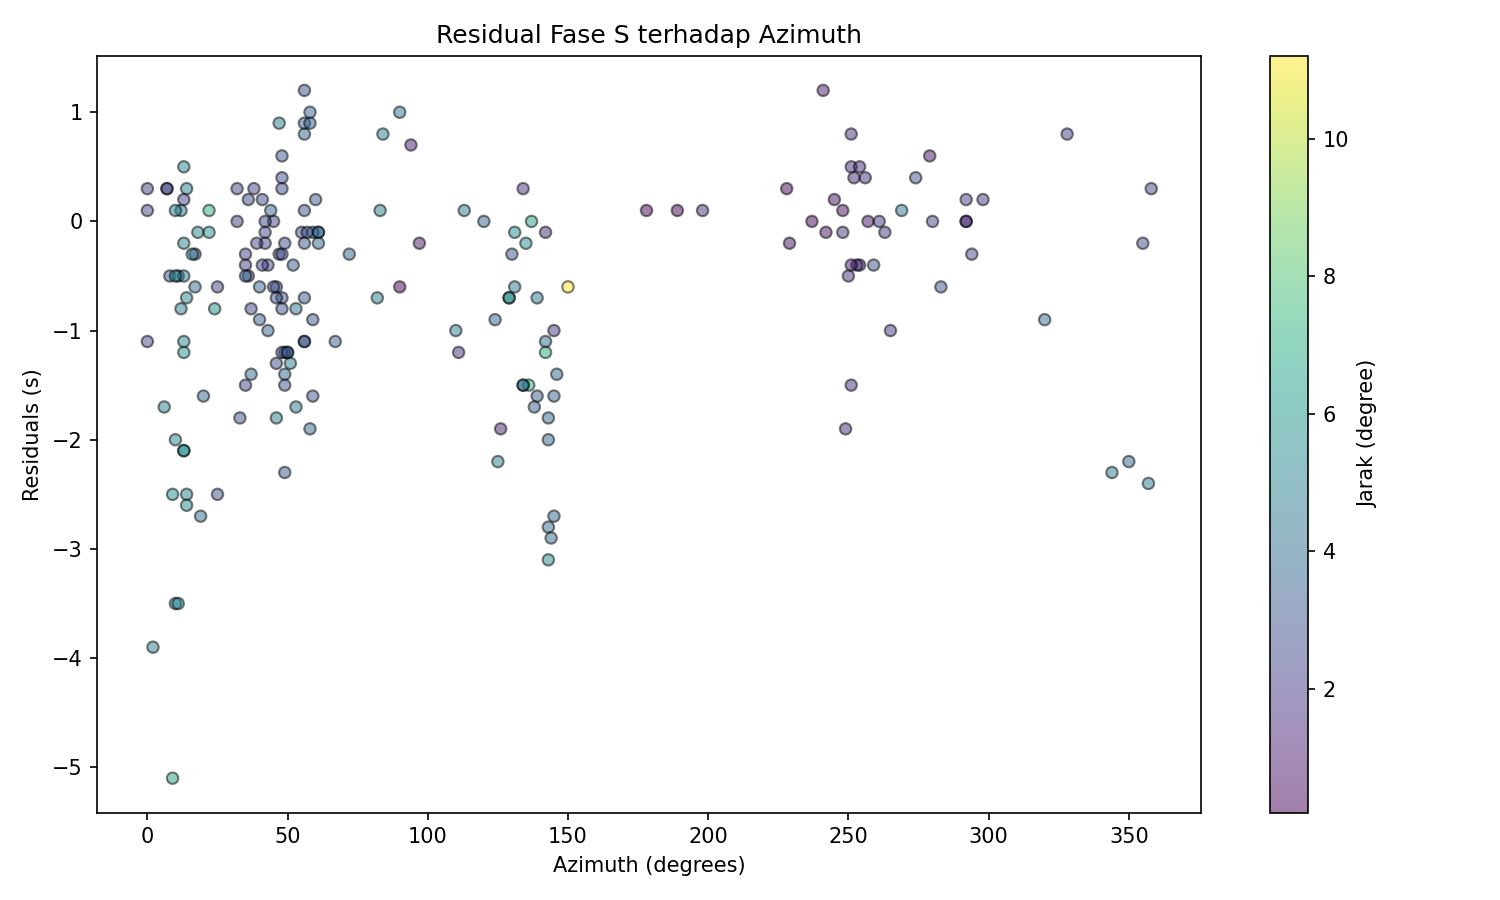 Residual Fase S terhadap Azimuth
Residuals (s)
1
0
−1
−2
−3
−4
−5
0 50 100 150 200 250 300 350
Azimuth (degrees)
10
8
6
4
2
Jarak (degree)